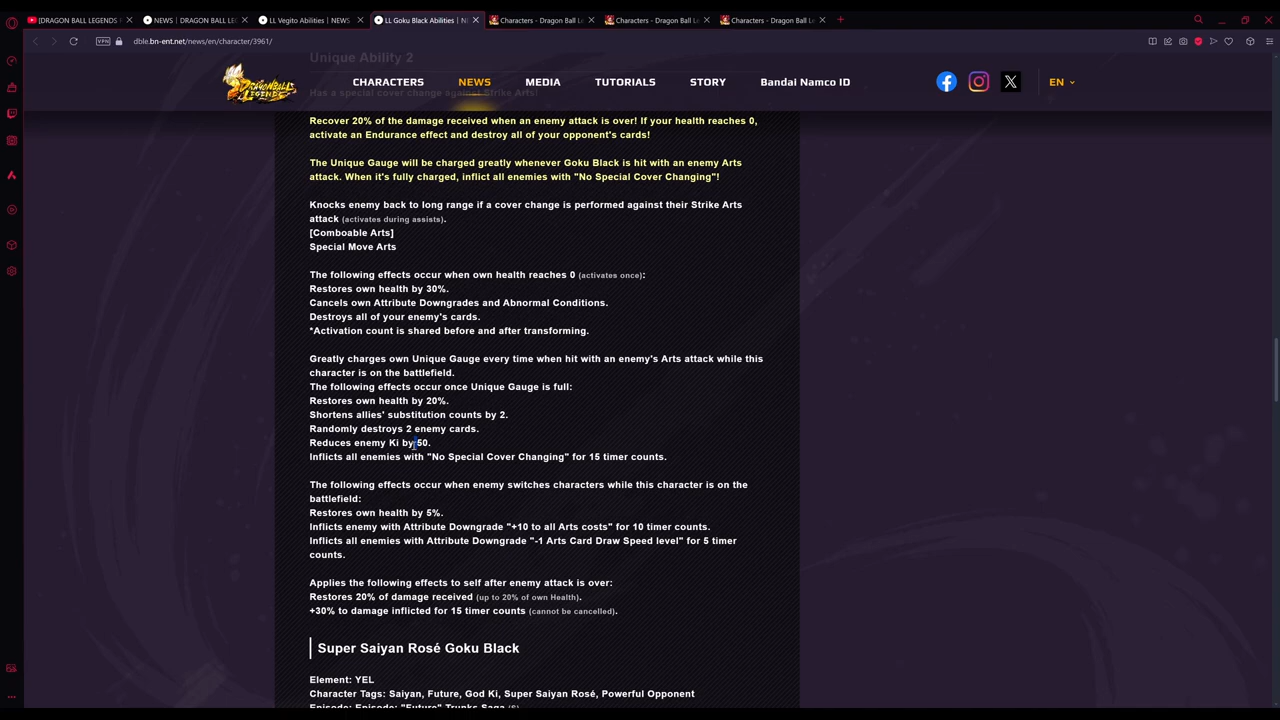 [DRAGON BALL LEGENDS
NEWS | DRAGON BALL LE
LL Vegito Abilities | NEWS
LL Goku Black Abilities | N
Characters - Dragon Ball Le
Characters - Dragon Ball Le
Characters - Dragon Ball Le
VPN
dble.bn-ent.net/news/en/character/3961/
Unique Ability 2
DRAGONBALL LEGENDS
CHARACTERS
NEWS
MEDIA
TUTORIALS
STORY
Bandai Namco ID
EN
Has a special cover change against Strike Arts!
Recover 20% of the damage received when an enemy attack is over! If your health reaches 0,
activate an Endurance effect and destroy all of your opponent's cards!
The Unique Gauge will be charged greatly whenever Goku Black is hit with an enemy Arts
attack. When it's fully charged, inflict all enemies with "No Special Cover Changing"!
Knocks enemy back to long range if a cover change is performed against their Strike Arts
attack (activates during assists).
[Comboable Arts]
Special Move Arts
The following effects occur when own health reaches 0 (activates once):
Restores own health by 30%.
Cancels own Attribute Downgrades and Abnormal Conditions.
Destroys all of your enemy's cards.
*Activation count is shared before and after transforming.
Greatly charges own Unique Gauge every time when hit with an enemy's Arts attack while this
character is on the battlefield.
The following effects occur once Unique Gauge is full:
Restores own health by 20%.
Shortens allies' substitution counts by 2.
Randomly destroys 2 enemy cards.
Reduces enemy Ki by 50.
Inflicts all enemies with "No Special Cover Changing" for 15 timer counts.
The following effects occur when enemy switches characters while this character is on the
battlefield:
Restores own health by 5%.
Inflicts enemy with Attribute Downgrade "+10 to all Arts costs" for 10 timer counts.
Inflicts all enemies with Attribute Downgrade "-1 Arts Card Draw Speed level" for 5 timer
counts.
Applies the following effects to self after enemy attack is over:
Restores 20% of damage received (up to 20% of own Health).
+30% to damage inflicted for 15 timer counts (cannot be cancelled).
Super Saiyan Rosé Goku Black
Element: YEL
Character Tags: Saiyan, Future, God Ki, Super Saiyan Rosé, Powerful Opponent
Episode: Episode: "Future" Trunks Saga (S)